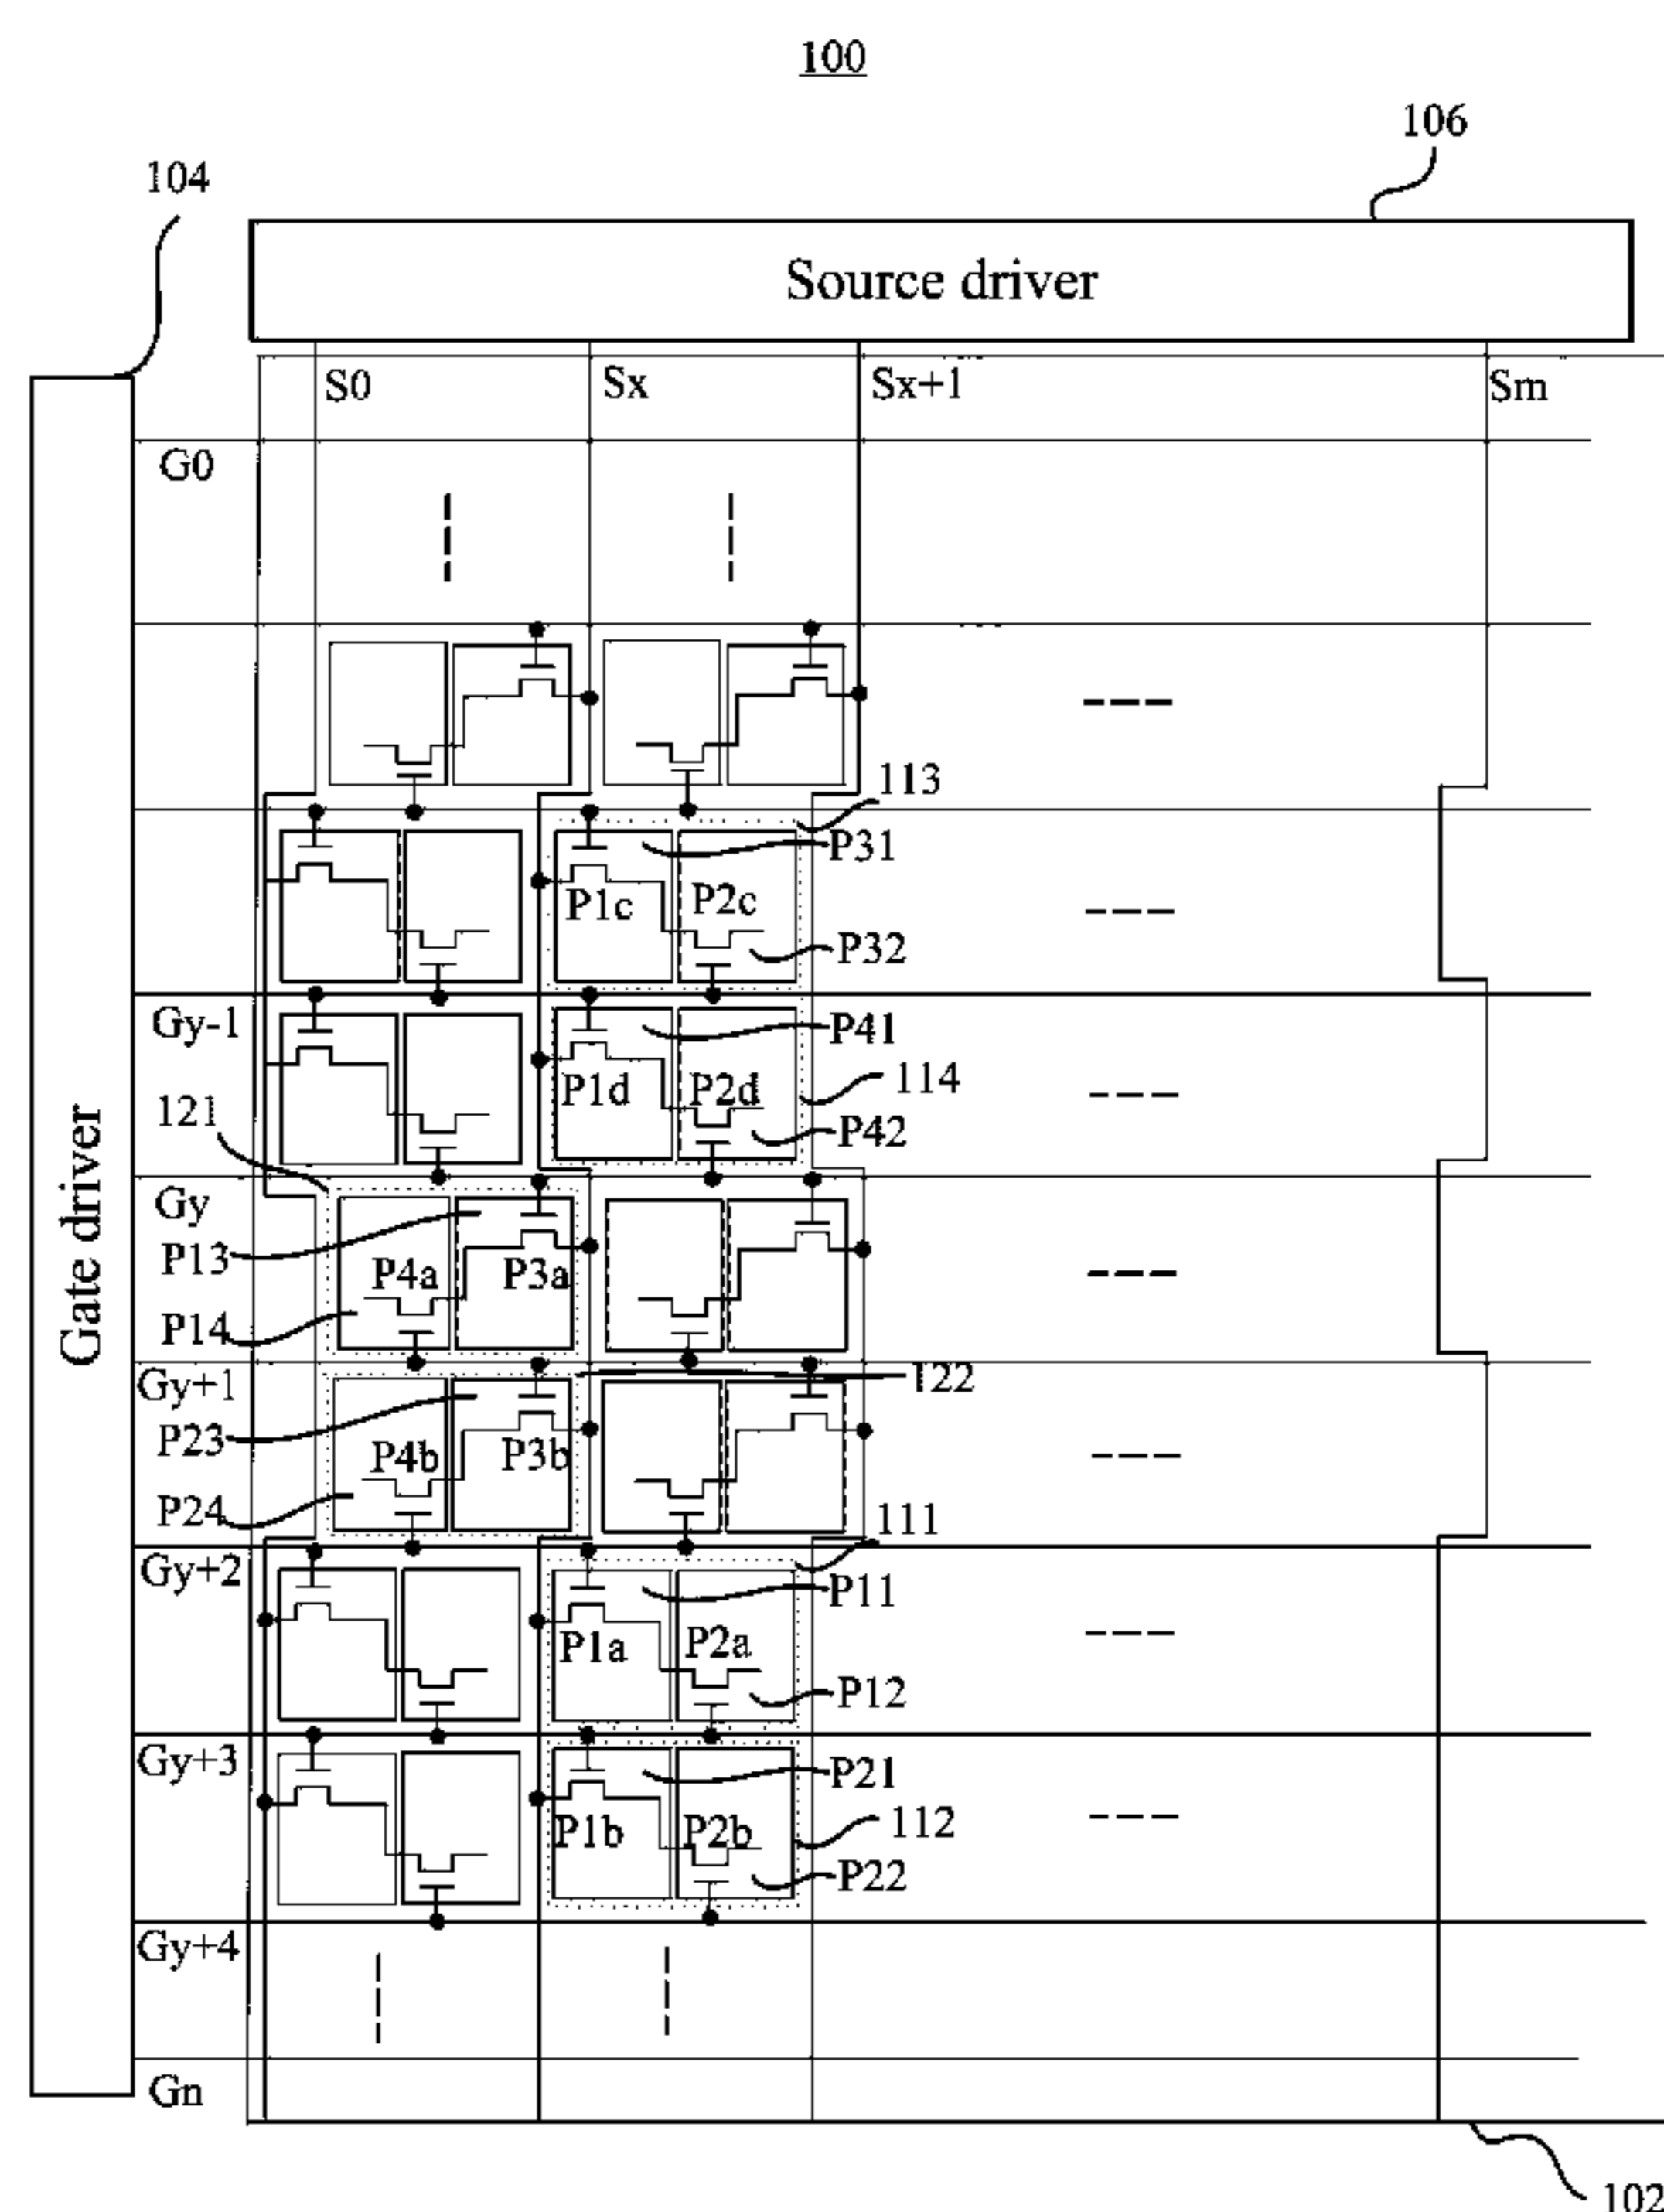 100
106
104
Source driver
S0 Sx Sx+1 Sm
G0
113
P31
P1c P2c
P32
Gy-1
P41
114
P1d P2d
121
P42
Gy
P13
P4a P3a
P14
Gy+1
122
P23
P4b P3b
P24
111
Gy+2
P11
P1a P2a
P12
Gy+3
P21
112
P1b P2b
P22
Gy+4
Gn
102
Gate driver